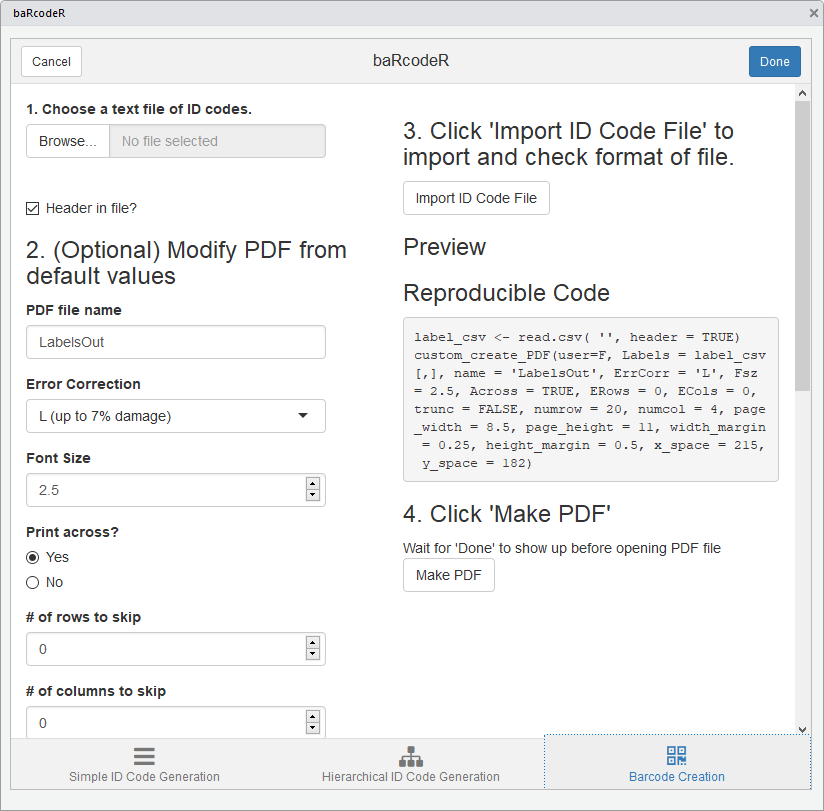 baRcodeR
Cancel
baRcodeR
Done
1. Choose a text file of ID codes.
Browse...
No file selected
Header in file?
2. (Optional) Modify PDF from
default values
PDF file name
LabelsOut
Error Correction
L (up to 7% damage)
Font Size
2.5
Print across?
Yes
No
# of rows to skip
0
# of columns to skip
0
3. Click 'Import ID Code File' to
import and check format of file.
Import ID Code File
Preview
Reproducible Code
label_csv <- read.csv( '', header = TRUE)
custom_create_PDF(user=F, Labels = label_csv
[,], name = 'LabelsOut', ErrCorr = 'L', Fsz
= 2.5, Across = TRUE, ERows = 0, ECols = 0,
trunc = FALSE, numrow = 20, numcol = 4, page
_width = 8.5, page_height = 11, width_margin
= 0.25, height_margin = 0.5, x_space = 215,
y_space = 182)
4. Click 'Make PDF'
Wait for 'Done' to show up before opening PDF file
Make PDF
Simple ID Code Generation
Hierarchical ID Code Generation
Barcode Creation